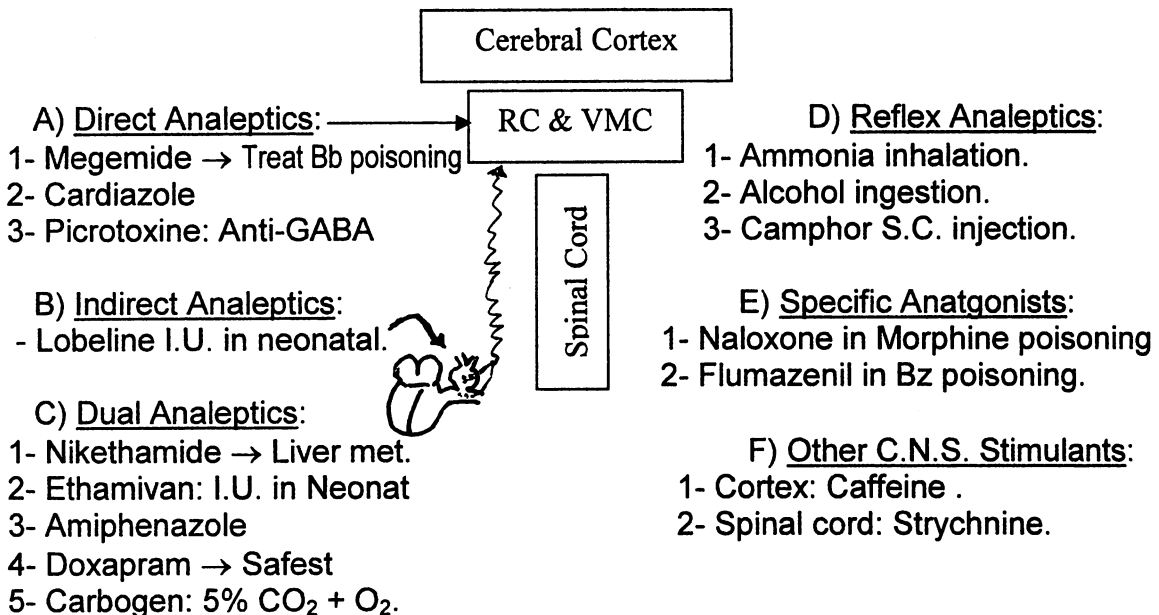 Cerebral Cortex
RC & VMC
Spinal Cord
A) Direct Analeptics:
1- Megemide → Treat Bb poisoning
2- Cardiazole
3- Picrotoxine: Anti-GABA
B) Indirect Analeptics:
- Lobeline I.U. in neonatal.
C) Dual Analeptics:
1- Nikethamide → Liver met.
2- Ethamivan: I.U. in Neonat
3- Amiphenazole
4- Doxapram → Safest
5- Carbogen: 5% CO₂ + O₂.
D) Reflex Analeptics:
1- Ammonia inhalation.
2- Alcohol ingestion.
3- Camphor S.C. injection.
E) Specific Anatgonists:
1- Naloxone in Morphine poisoning
2- Flumazenil in Bz poisoning.
F) Other C.N.S. Stimulants:
1- Cortex: Caffeine .
2- Spinal cord: Strychnine.